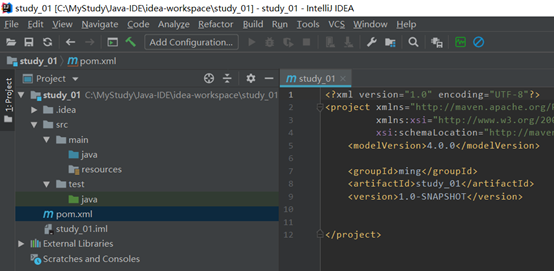 study_01 [C:\MyStudy\Java-IDE\idea-workspace\study_01] - study_01 - IntelliJ IDEA
File Edit View Navigate Code Analyze Refactor Build Run Tools VCS Window Help
Add Configuration...
study_01 pom.xml
1: Project
Project
study_01 C:\MyStudy\Java-IDE\idea-workspace\study_01
.idea
src
main
java
resources
test
java
pom.xml
study_01.iml
External Libraries
Scratches and Consoles
study_01
1 <?xml version="1.0" encoding="UTF-8"?>
2 <project xmlns="http://maven.apache.org/
3 xmlns:xsi="http://www.w3.org/200
4 xsi:schemaLocation="http://mave
5 <modelVersion>4.0.0</modelVersion>
6
7 <groupId>ming</groupId>
8 <artifactId>study_01</artifactId>
9 <version>1.0-SNAPSHOT</version>
10
11
12 </project>